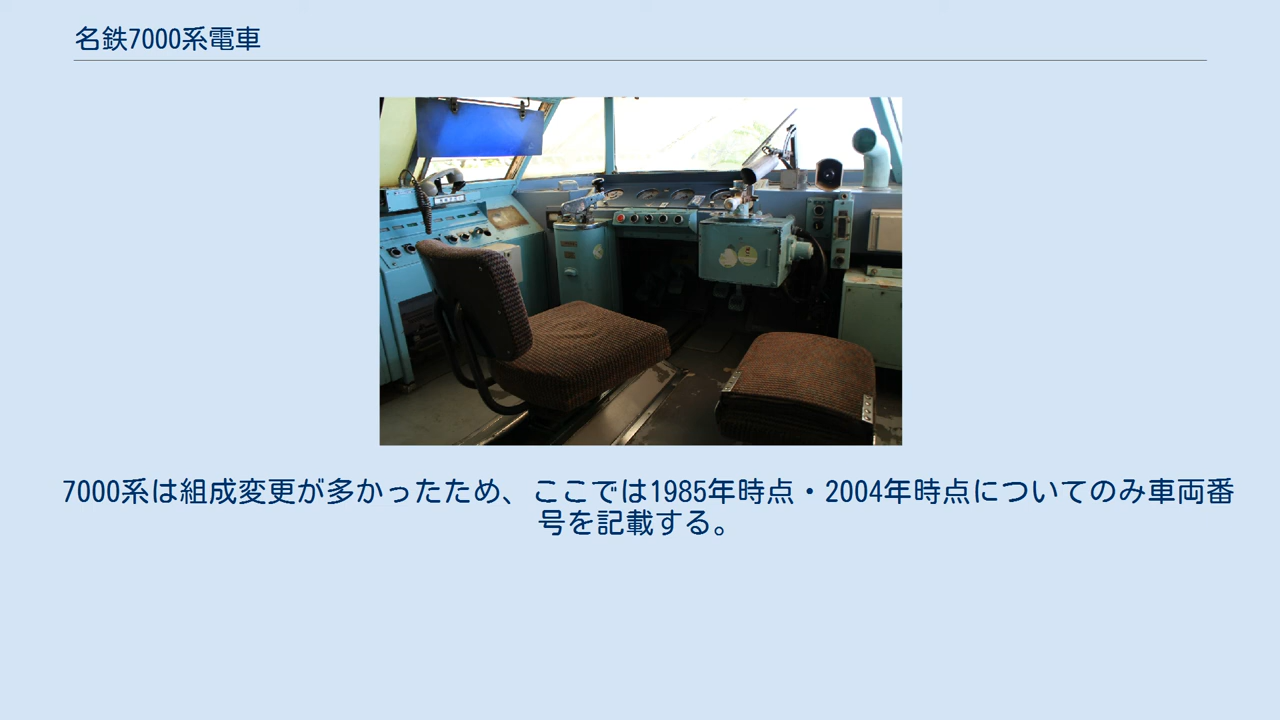 名鉄7000系電車
7000系は組成変更が多かったため、ここでは1985年時点・2004年時点についてのみ車両番
号を記載する。